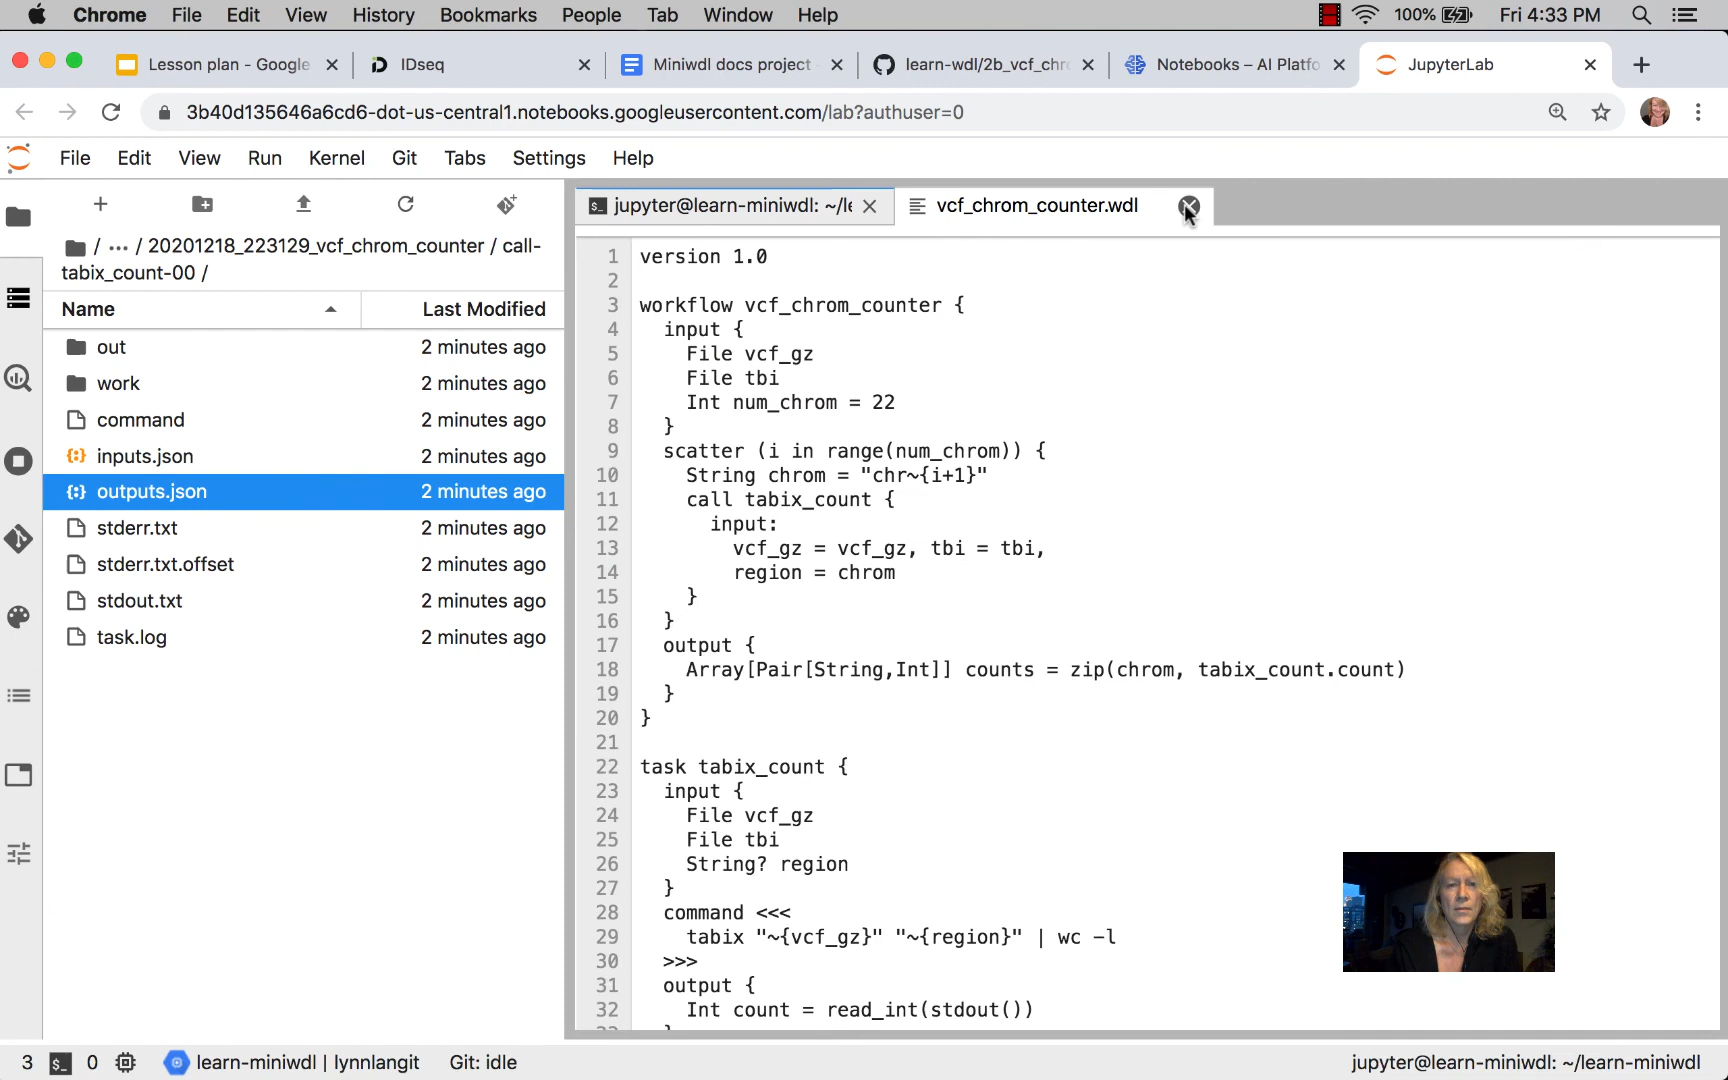 Chrome File Edit View History Bookmarks People Tab Window Help 100% Fri 4:33 PM
Lesson plan - Google
IDseq
Miniwdl docs project
learn-wdl/2b_vcf_chr
Notebooks – AI Platfo
JupyterLab
3b40d135646a6cd6-dot-us-central1.notebooks.googleusercontent.com/lab?authuser=0
File Edit View Run Kernel Git Tabs Settings Help
/ ··· / 20201218_223129_vcf_chrom_counter / call-
tabix_count-00 /
Name Last Modified
out 2 minutes ago
work 2 minutes ago
command 2 minutes ago
inputs.json 2 minutes ago
outputs.json 2 minutes ago
stderr.txt 2 minutes ago
stderr.txt.offset 2 minutes ago
stdout.txt 2 minutes ago
task.log 2 minutes ago
jupyter@learn-miniwdl: ~/le
vcf_chrom_counter.wdl
1 version 1.0
2
3 workflow vcf_chrom_counter {
4 input {
5 File vcf_gz
6 File tbi
7 Int num_chrom = 22
8 }
9 scatter (i in range(num_chrom)) {
10 String chrom = "chr~{i+1}"
11 call tabix_count {
12 input:
13 vcf_gz = vcf_gz, tbi = tbi,
14 region = chrom
15 }
16 }
17 output {
18 Array[Pair[String,Int]] counts = zip(chrom, tabix_count.count)
19 }
20 }
21
22 task tabix_count {
23 input {
24 File vcf_gz
25 File tbi
26 String? region
27 }
28 command <<<
29 tabix "~{vcf_gz}" "~{region}" | wc -l
30 >>>
31 output {
32 Int count = read_int(stdout())
3 $_ 0 learn-miniwdl | lynnlangit Git: idle jupyter@learn-miniwdl: ~/learn-miniwdl